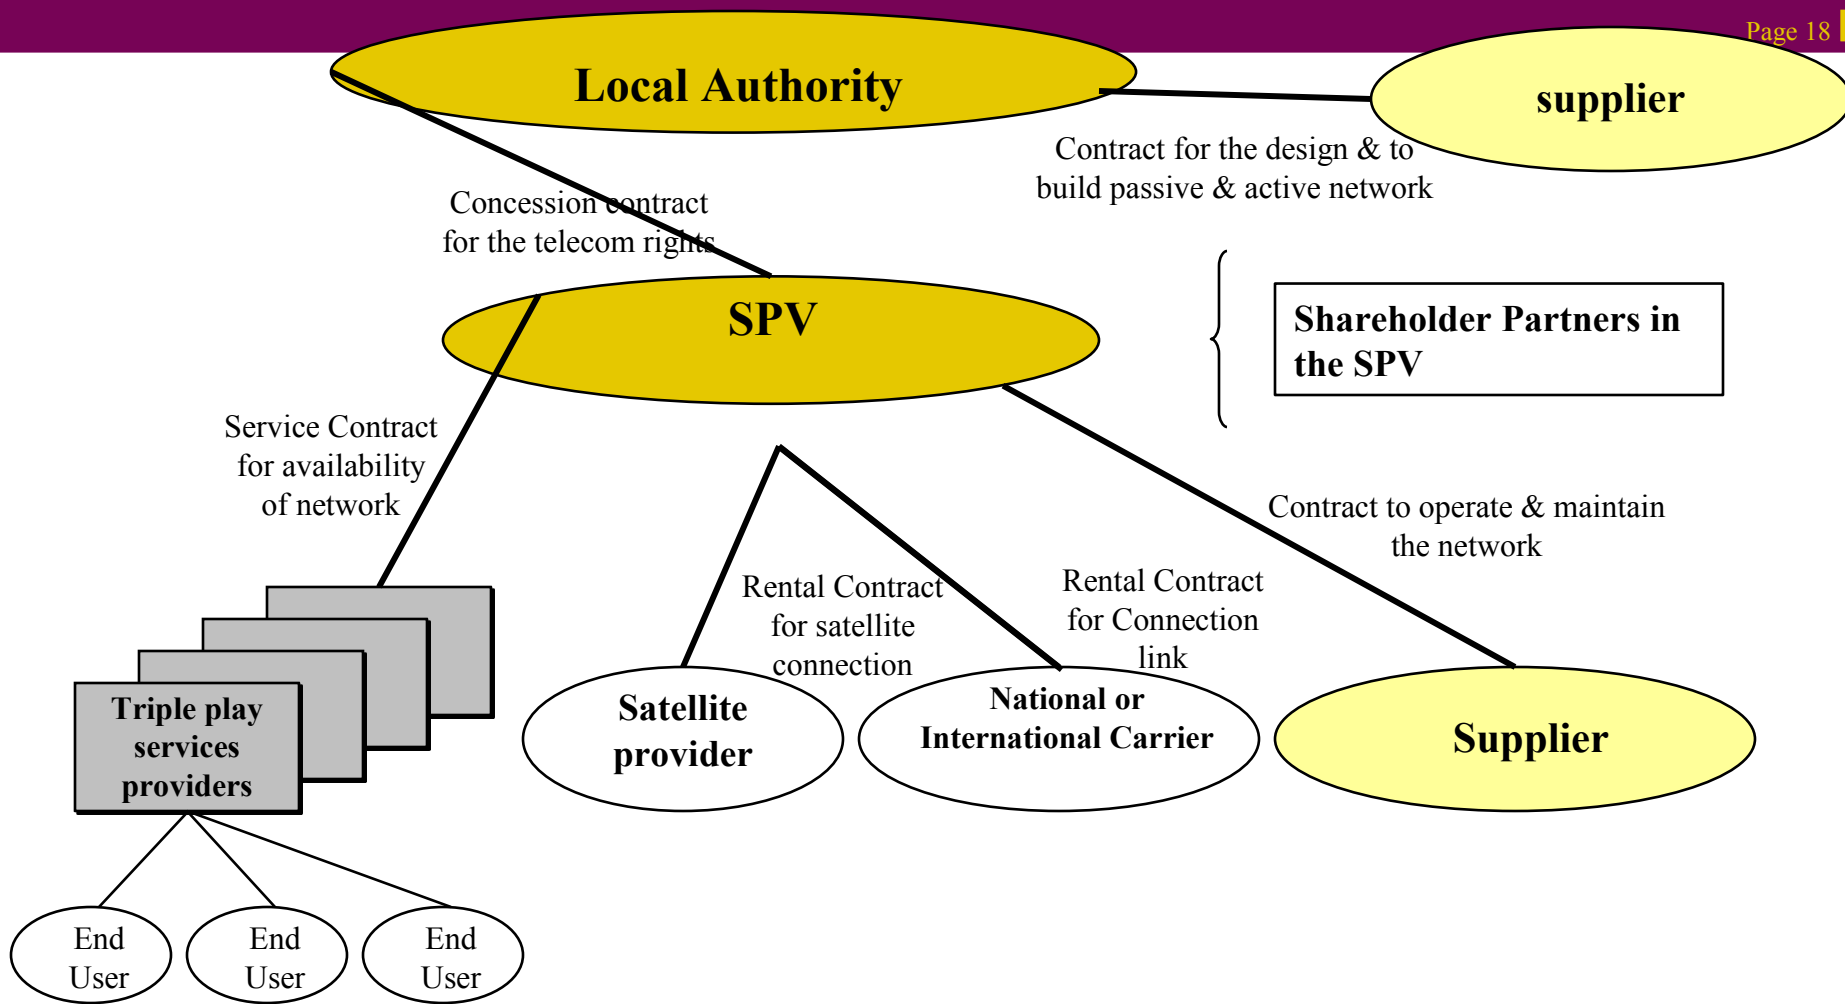 Page 18
Local Authority
supplier
Contract for the design & to
build passive & active network
Concession contract
for the telecom rights
SPV
Shareholder Partners in
the SPV
Service Contract
for availability
of network
Contract to operate & maintain
the network
Rental Contract
for satellite
connection
Rental Contract
for Connection
link
Triple play
services
providers
Satellite
provider
National or
International Carrier
Supplier
End
User
End
User
End
User